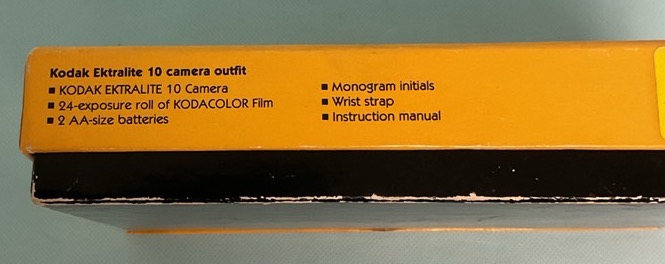 Kodak Ektralite 10 camera outfit
■ KODAK EKTRALITE 10 Camera
■ 24-exposure roll of KODACOLOR Film
■ 2 AA-size batteries
■ Monogram initials
■ Wrist strap
■ Instruction manual